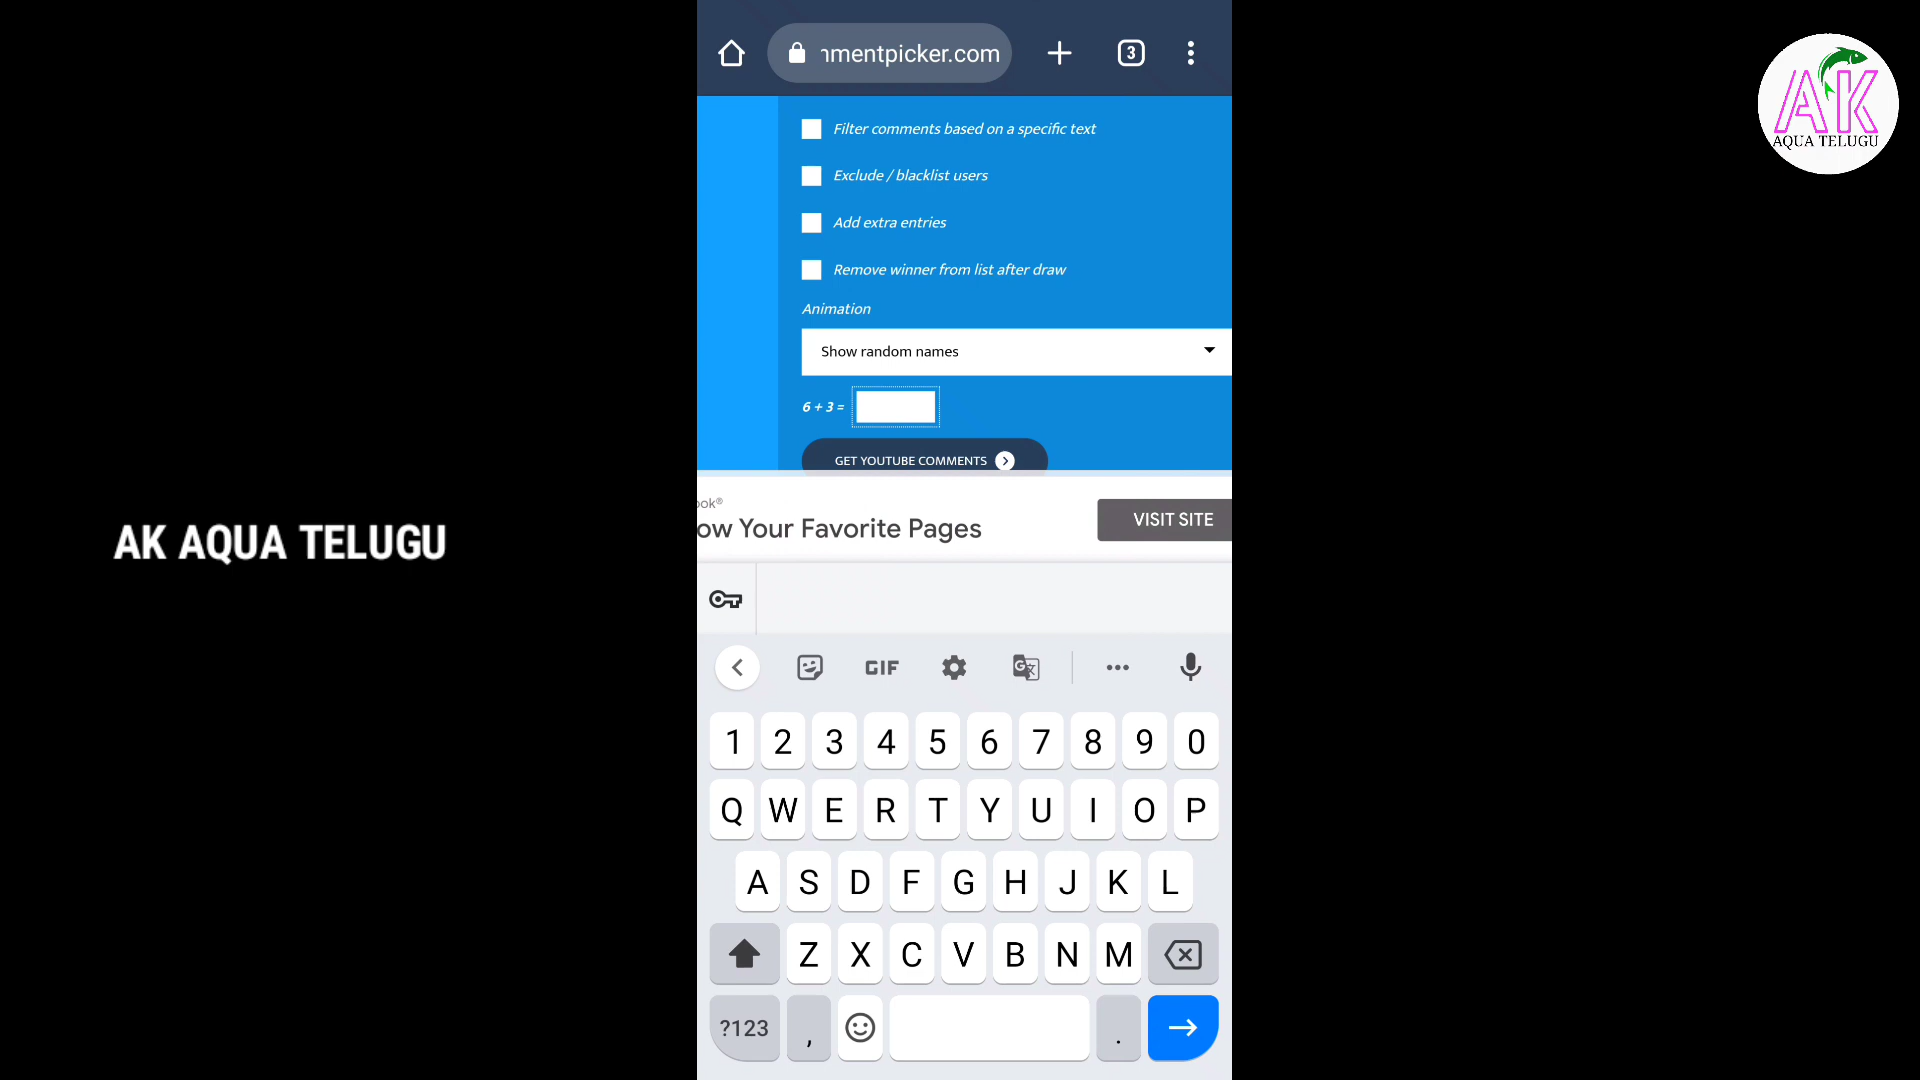 nmentpicker.com
3
Filter comments based on a specific text
Exclude / blacklist users
Add extra entries
Remove winner from list after draw
Animation
Show random names
6 + 3 =
GET YOUTUBE COMMENTS
ook®
ow Your Favorite Pages
VISIT SITE
GIF
1 2 3 4 5 6 7 8 9 0
Q W E R T Y U I O P
A S D F G H J K L
Z X C V B N M
?123 , .
AK AQUA TELUGU
AK
AQUA TELUGU